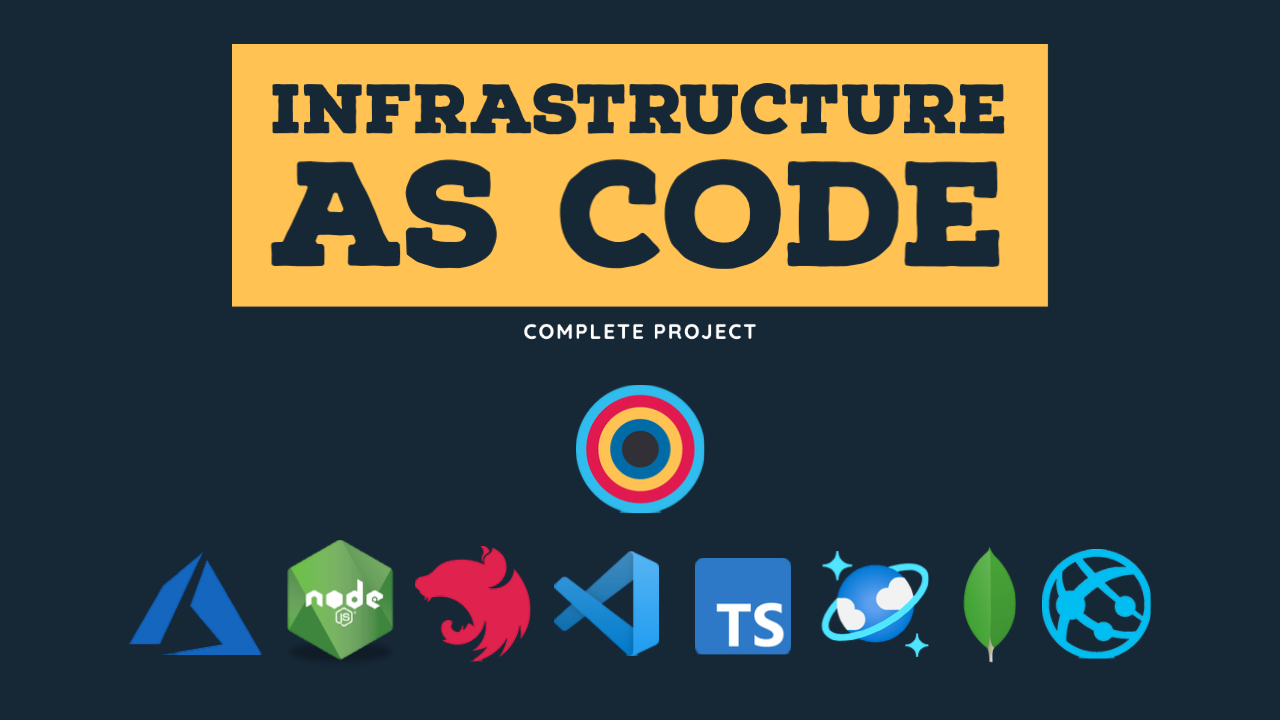 INFRASTRUCTURE
AS CODE
COMPLETE PROJECT
node
JS
TS